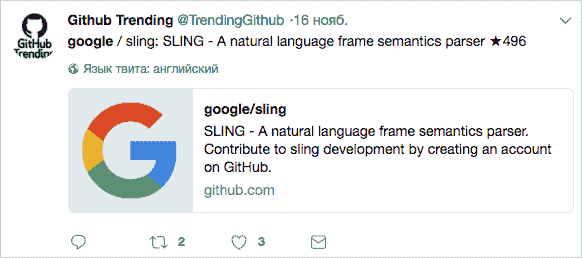 Github Trending @TrendingGithub · 16 нояб.
google / sling: SLING - A natural language frame semantics parser ★496
Язык твита: английский
GitHub
Trending
google/sling
SLING - A natural language frame semantics parser.
Contribute to sling development by creating an account
on GitHub.
github.com
2
3